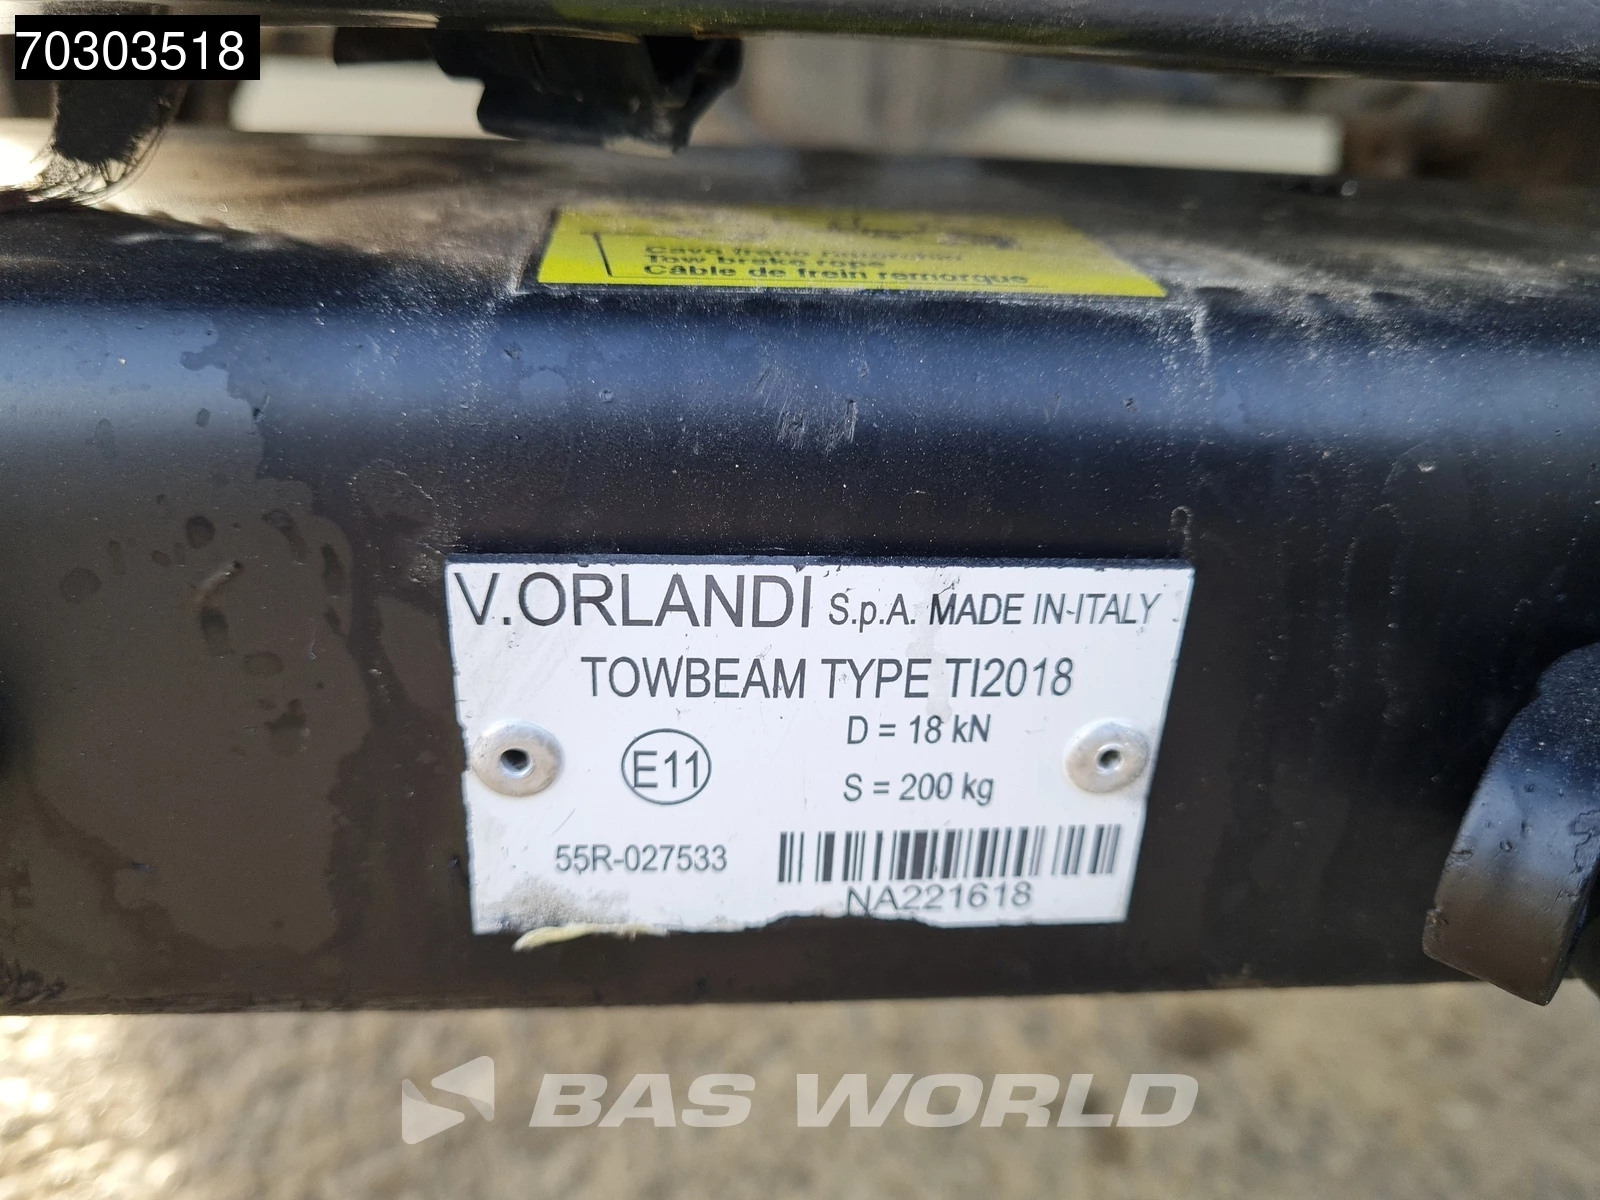 70303518
Cavo freno rimorchio
Tow brake rope
Câble de frein remorque
V.ORLANDI S.p.A. MADE IN ITALY
TOWBEAM TYPE TI2018
D = 18 kN
E11
S = 200 kg
55R-027533
NA221618
BAS WORLD